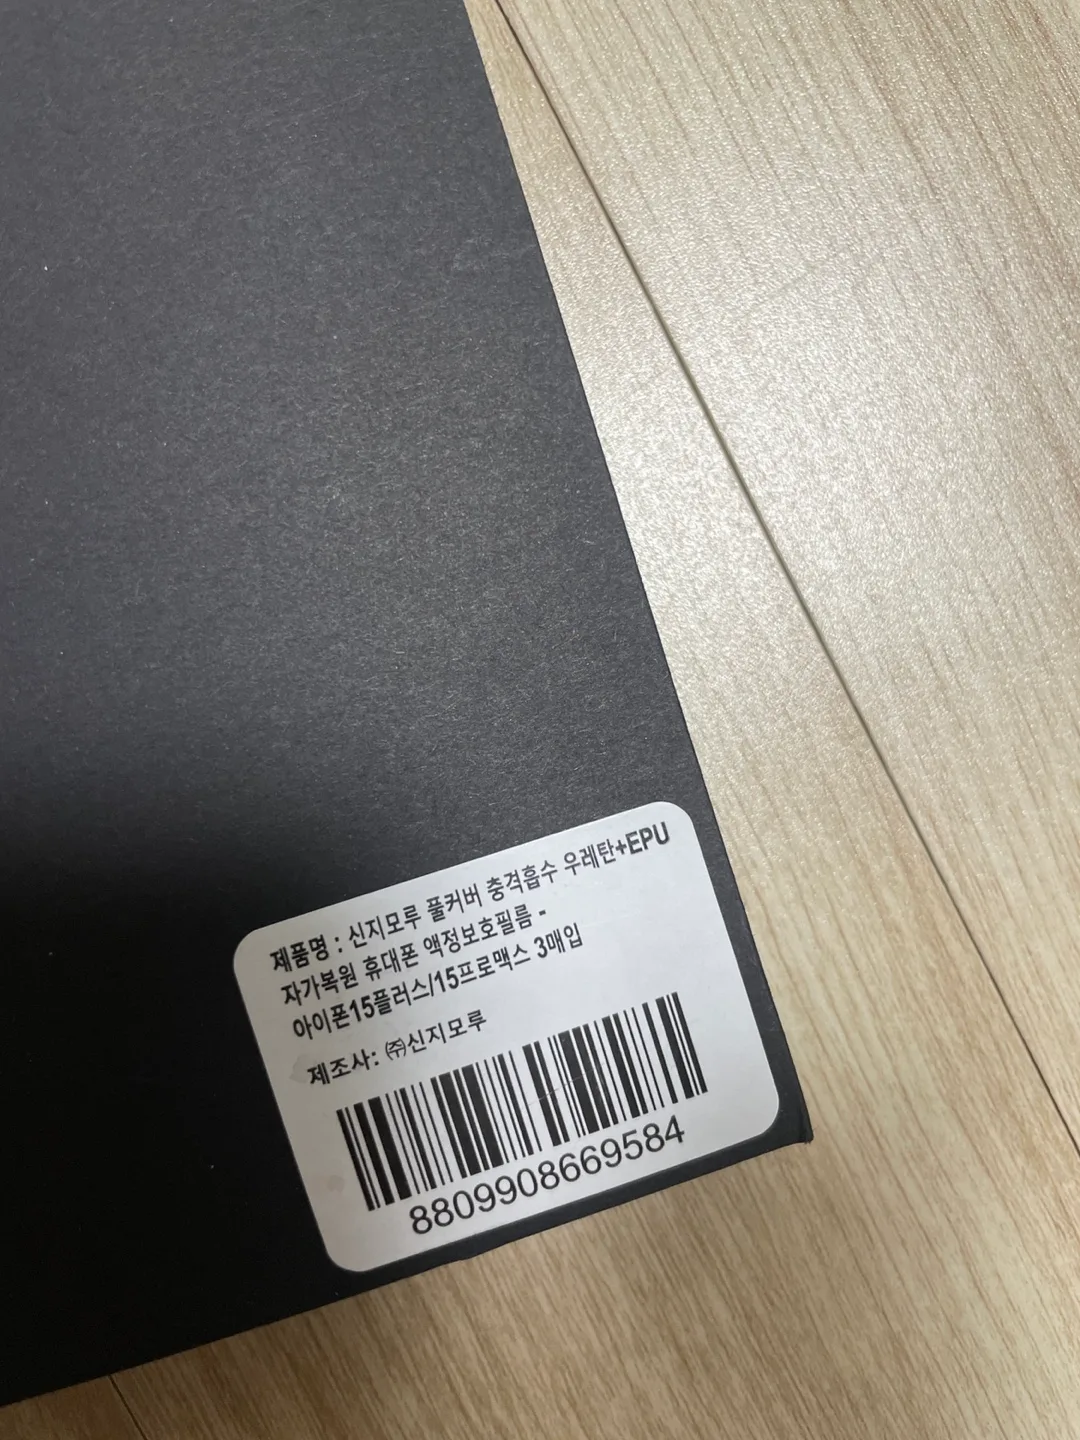 제품명 : 신지모루 풀커버 충격흡수 우레탄+EPU
자가복원 휴대폰 액정보호필름 -
아이폰15플러스/15프로맥스 3매입
제조사: ㈜신지모루
8809908669584